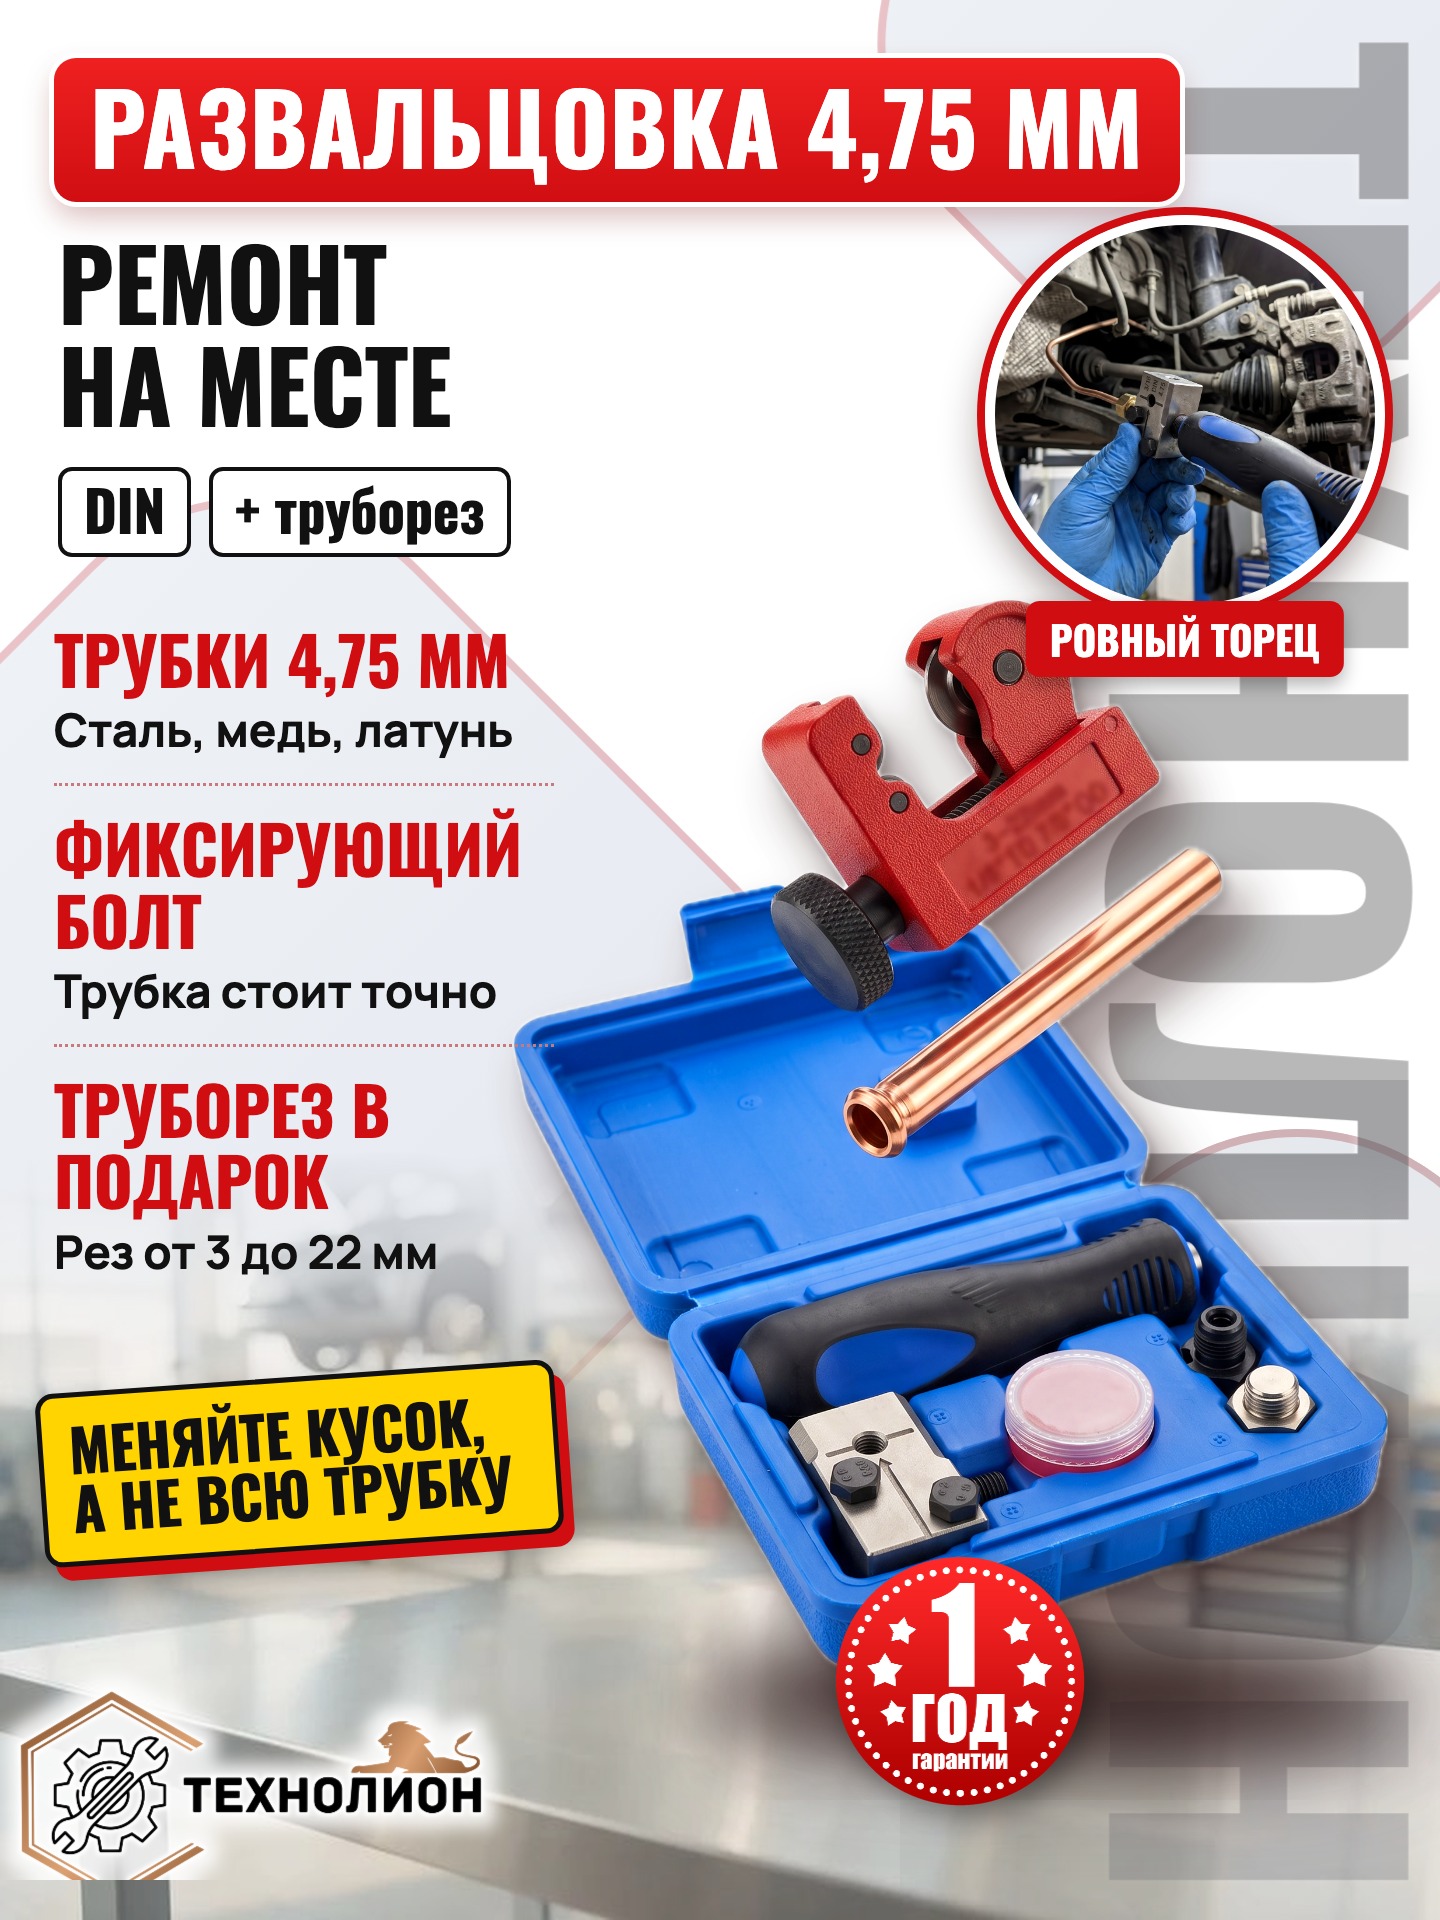 РАЗВАЛЬЦОВКА 4,75 ММ
РЕМОНТ
НА МЕСТЕ
DIN
+ труборез
РОВНЫЙ ТОРЕЦ
ТРУБКИ 4,75 ММ
Сталь, медь, латунь
ФИКСИРУЮЩИЙ
БОЛТ
Трубка стоит точно
ТРУБОРЕЗ В
ПОДАРОК
Рез от 3 до 22 мм
МЕНЯЙТЕ КУСОК,
А НЕ ВСЮ ТРУБКУ
1
ГОД
гарантии
ТЕХНОЛИОН